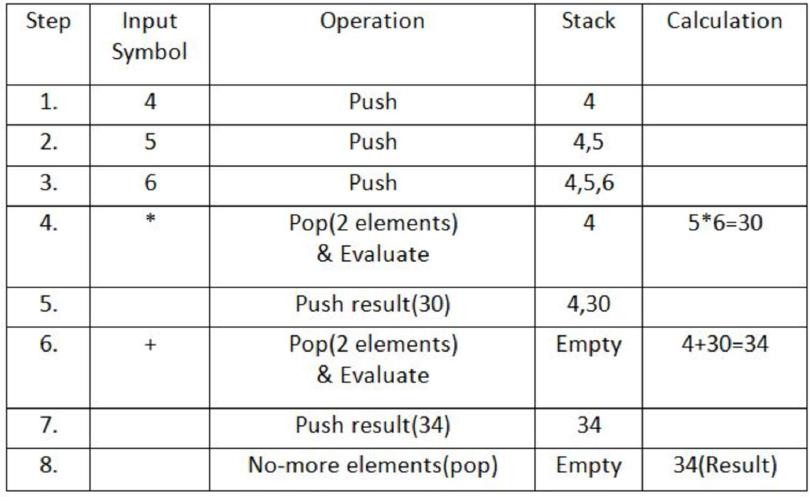 Step Input Symbol Operation Stack Calculation
1. 4 Push 4
2. 5 Push 4,5
3. 6 Push 4,5,6
4. * Pop(2 elements) & Evaluate 4 5*6=30
5. Push result(30) 4,30
6. + Pop(2 elements) & Evaluate Empty 4+30=34
7. Push result(34) 34
8. No-more elements(pop) Empty 34(Result)